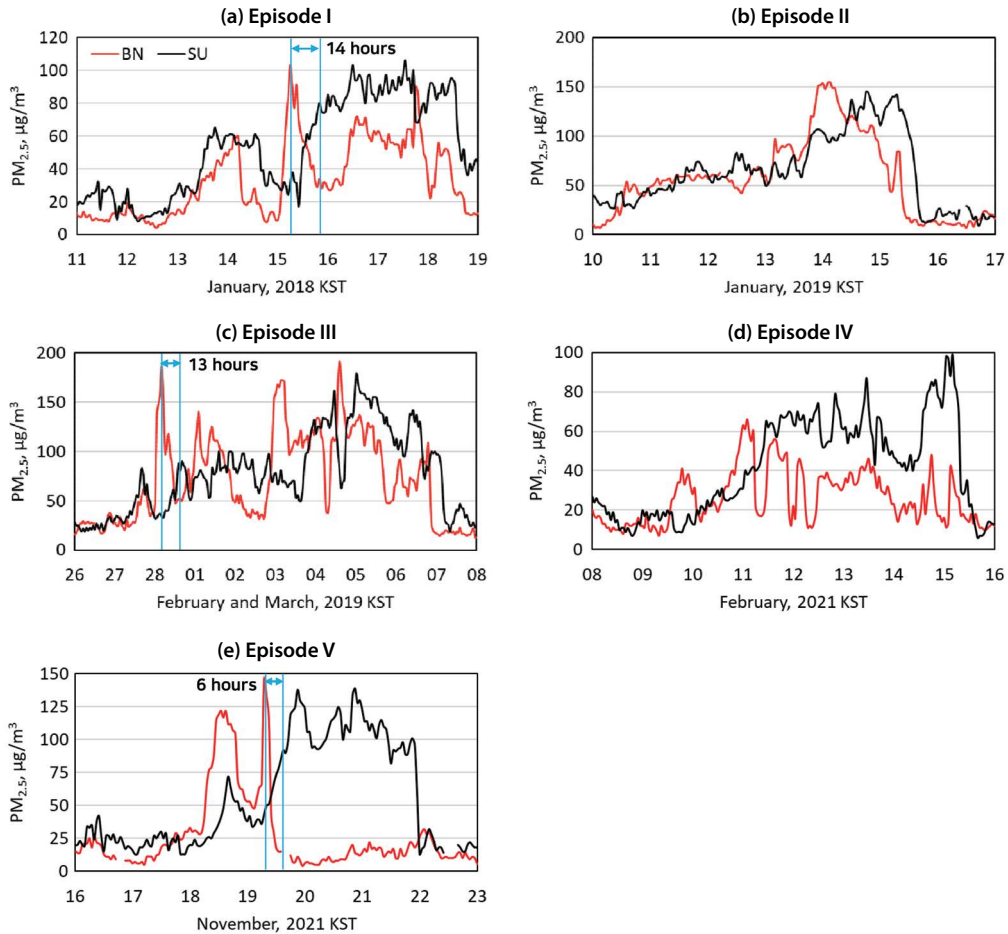 (a) Episode I
PM2.5, µg/m³
120
100
80
60
40
20
0
BN
SU
14 hours
11 12 13 14 15 16 17 18 19
January, 2018 KST
(b) Episode II
PM2.5, µg/m³
200
150
100
50
0
10 11 12 13 14 15 16 17
January, 2019 KST
(c) Episode III
PM2.5, µg/m³
200
150
100
50
0
13 hours
26 27 28 01 02 03 04 05 06 07 08
February and March, 2019 KST
(d) Episode IV
PM2.5, µg/m³
100
80
60
40
20
0
08 09 10 11 12 13 14 15 16
February, 2021 KST
(e) Episode V
PM2.5, µg/m³
150
125
100
75
50
25
0
6 hours
16 17 18 19 20 21 22 23
November, 2021 KST